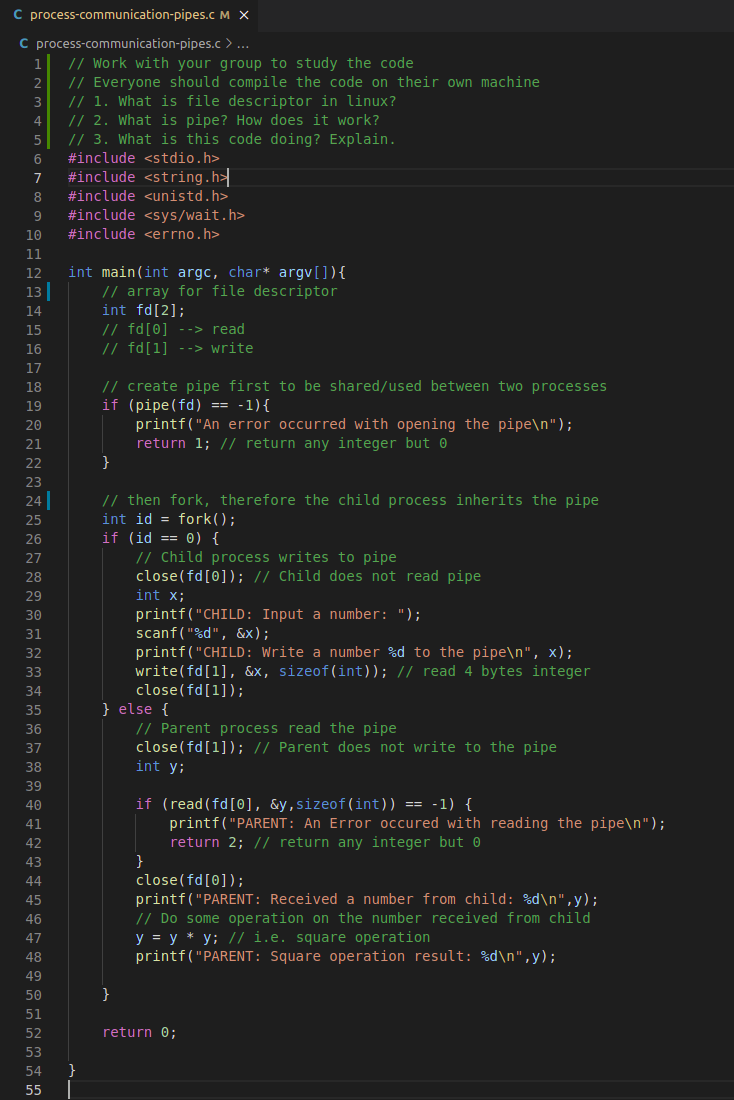 C process-communication-pipes.c M ×
C process-communication-pipes.c > ...
1 // Work with your group to study the code
2 // Everyone should compile the code on their own machine
3 // 1. What is file descriptor in linux?
4 // 2. What is pipe? How does it work?
5 // 3. What is this code doing? Explain.
6 #include <stdio.h>
7 #include <string.h>
8 #include <unistd.h>
9 #include <sys/wait.h>
10 #include <errno.h>
11
12 int main(int argc, char* argv[]){
13     // array for file descriptor
14     int fd[2];
15     // fd[0] --> read
16     // fd[1] --> write
17
18     // create pipe first to be shared/used between two processes
19     if (pipe(fd) == -1){
20         printf("An error occurred with opening the pipe\n");
21         return 1; // return any integer but 0
22     }
23
24     // then fork, therefore the child process inherits the pipe
25     int id = fork();
26     if (id == 0) {
27         // Child process writes to pipe
28         close(fd[0]); // Child does not read pipe
29         int x;
30         printf("CHILD: Input a number: ");
31         scanf("%d", &x);
32         printf("CHILD: Write a number %d to the pipe\n", x);
33         write(fd[1], &x, sizeof(int)); // read 4 bytes integer
34         close(fd[1]);
35     } else {
36         // Parent process read the pipe
37         close(fd[1]); // Parent does not write to the pipe
38         int y;
39
40         if (read(fd[0], &y,sizeof(int)) == -1) {
41             printf("PARENT: An Error occured with reading the pipe\n");
42             return 2; // return any integer but 0
43         }
44         close(fd[0]);
45         printf("PARENT: Received a number from child: %d\n",y);
46         // Do some operation on the number received from child
47         y = y * y; // i.e. square operation
48         printf("PARENT: Square operation result: %d\n",y);
49
50     }
51
52     return 0;
53
54 }
55